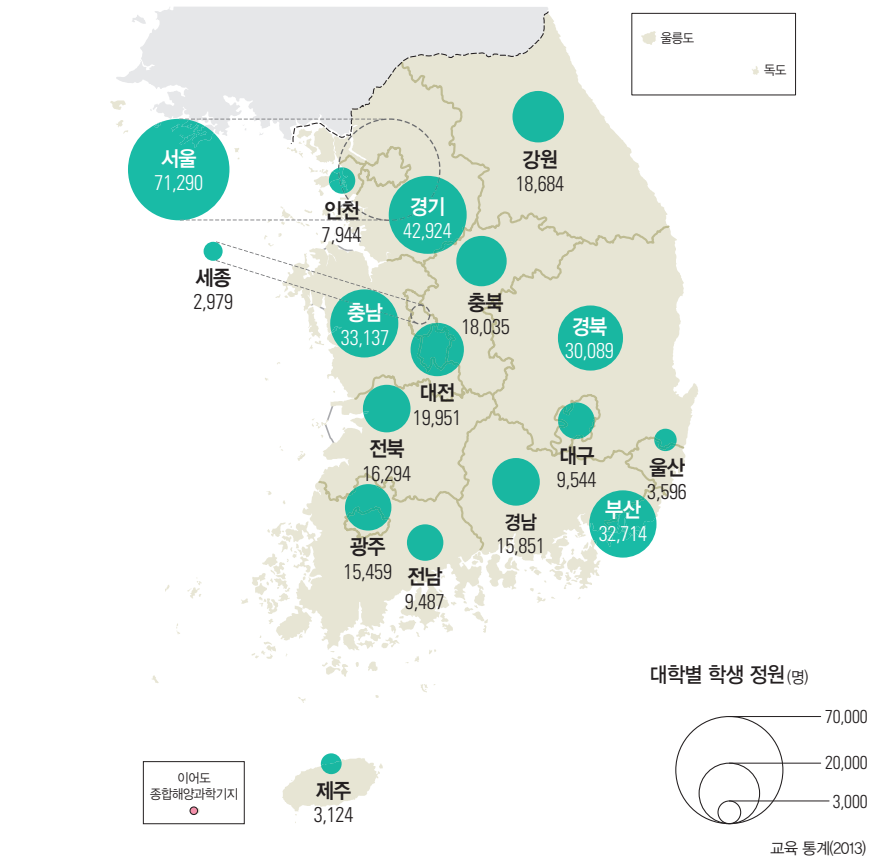 울릉도
독도
강원
18,684
서울
71,290
인천
7,944
경기
42,924
세종
2,979
충북
18,035
충남
33,137
경북
30,089
대전
19,951
전북
16,294
대구
9,544
울산
3,596
경남
15,851
부산
32,714
광주
15,459
전남
9,487
대학별 학생 정원(명)
70,000
20,000
3,000
이어도
종합해양과학기지
제주
3,124
교육 통계(2013)